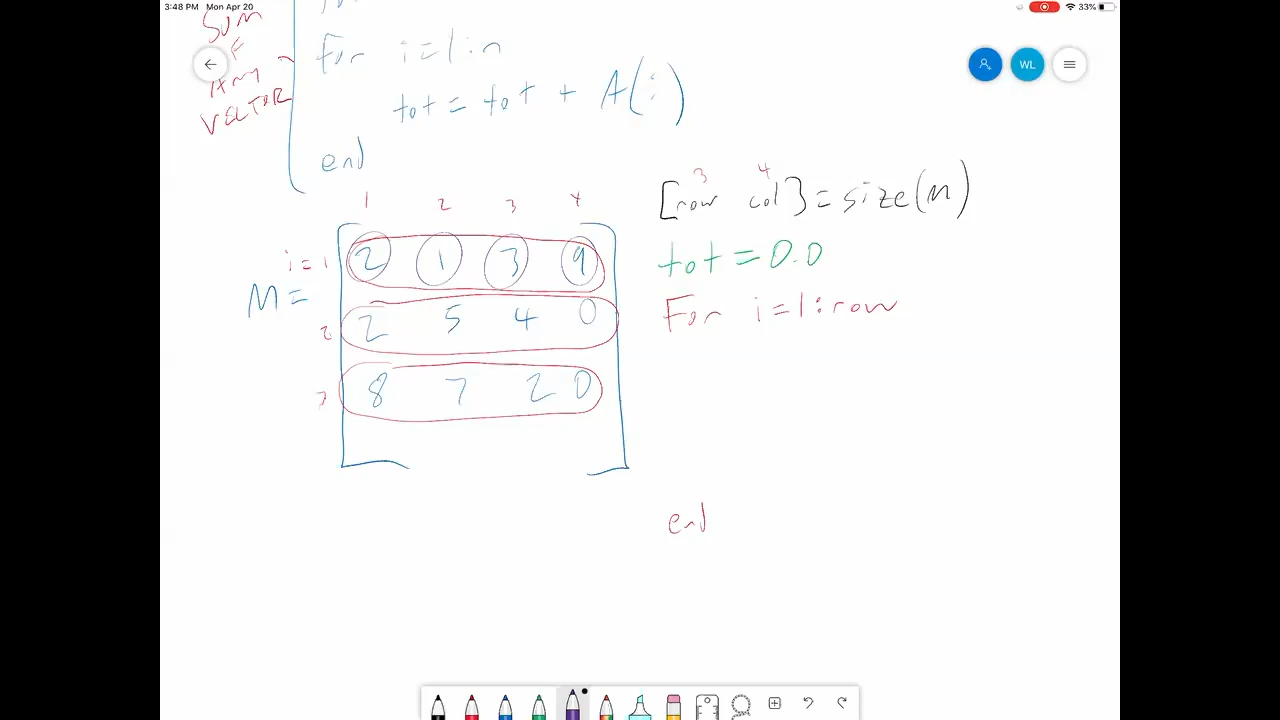 3:48 PM Mon Apr 20
33%
WL
SUM
VECTOR
For i=1:n
tot = tot + A(i)
end
1 2 3 4
i=1 2 1 3 9
M=
2 2 5 4 0
3 8 7 2 0
3 4
[row col]=size(M)
tot = 0.0
For i=1:row
end